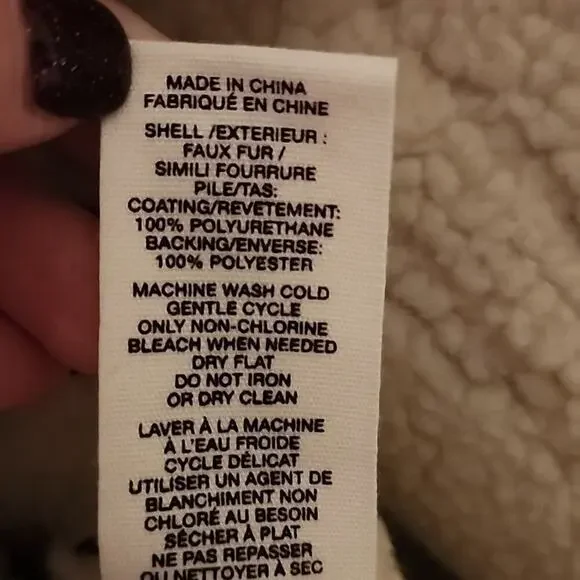 MADE IN CHINA
FABRIQUÉ EN CHINE
SHELL /EXTERIEUR :
FAUX FUR /
SIMILI FOURRURE
PILE/TAS:
COATING/REVETEMENT:
100% POLYURETHANE
BACKING/ENVERSE:
100% POLYESTER
MACHINE WASH COLD
GENTLE CYCLE
ONLY NON-CHLORINE
BLEACH WHEN NEEDED
DRY FLAT
DO NOT IRON
OR DRY CLEAN
LAVER À LA MACHINE
À L'EAU FROIDE
CYCLE DÉLICAT
UTILISER UN AGENT DE
BLANCHIMENT NON
CHLORÉ AU BESOIN
SÉCHER À PLAT
NE PAS REPASSER
OU NETTOYER À SEC